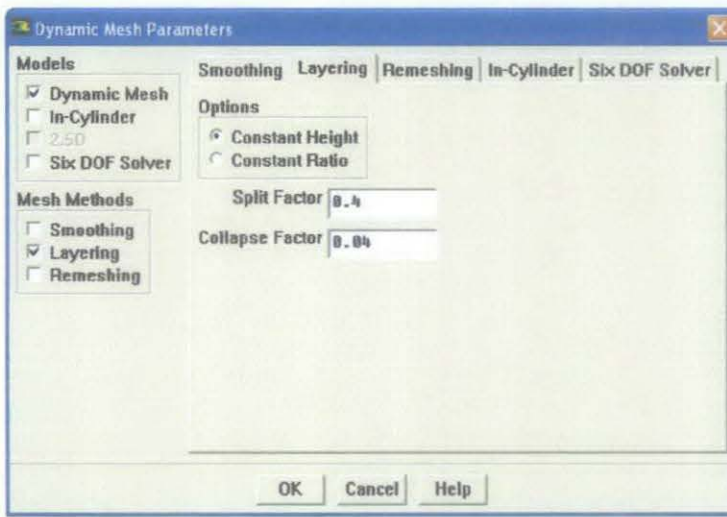 Dynamic Mesh Parameters
Models
Dynamic Mesh
In-Cylinder
2.5D
Six DOF Solver
Mesh Methods
Smoothing
Layering
Remeshing
Smoothing Layering Remeshing In-Cylinder Six DOF Solver
Options
Constant Height
Constant Ratio
Split Factor 0.4
Collapse Factor 0.04
OK Cancel Help